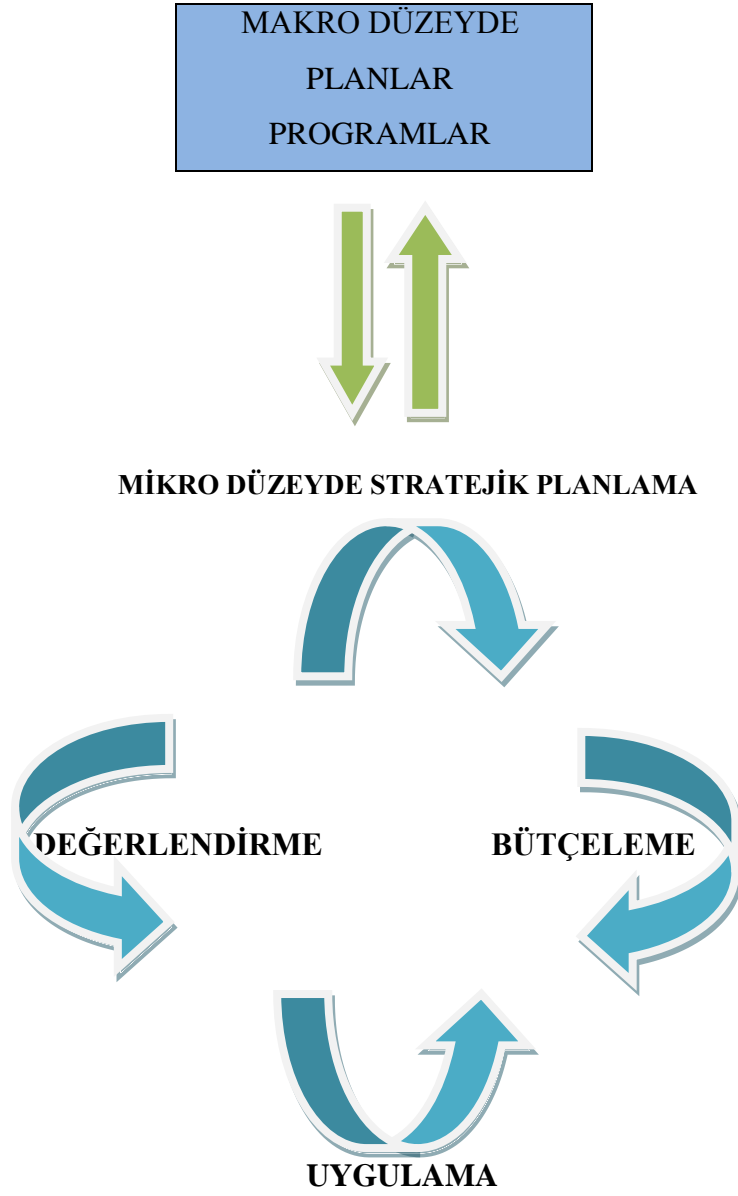 MAKRO DÜZEYDE
PLANLAR
PROGRAMLAR
MİKRO DÜZEYDE STRATEJİK PLANLAMA
DEĞERLENDİRME
BÜTÇELEME
UYGULAMA